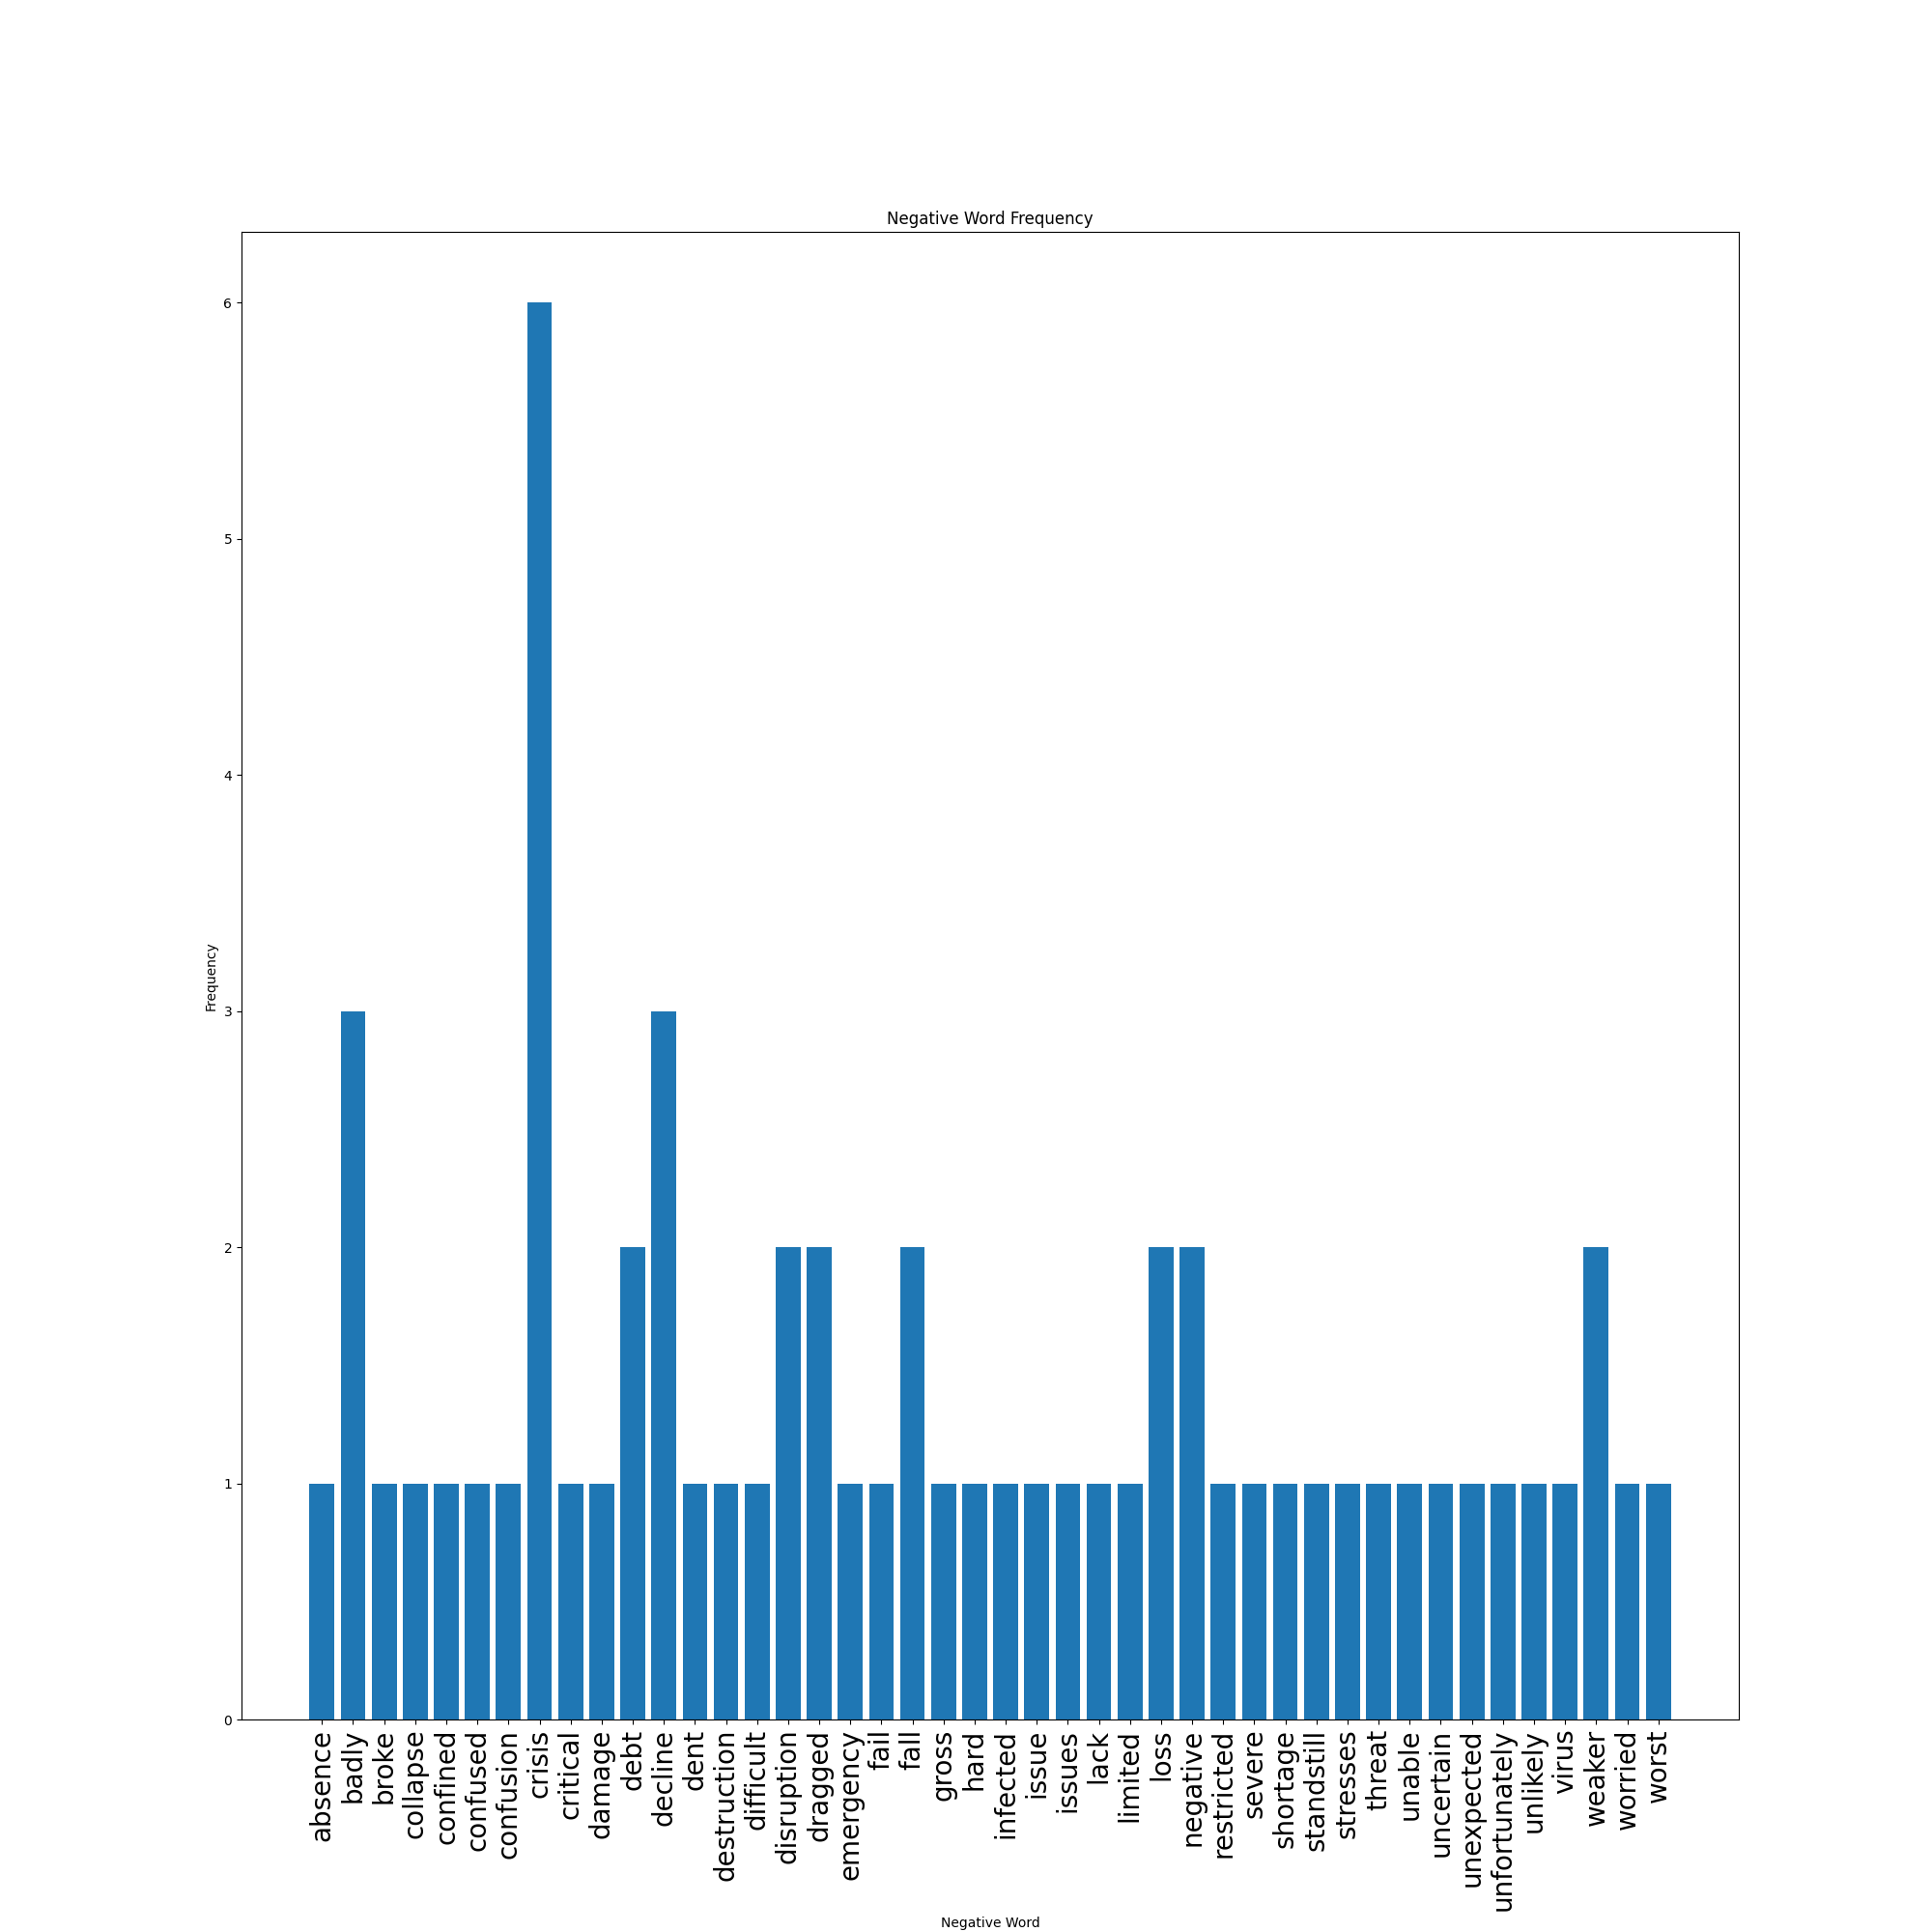 Negative Word Frequency
6
5
4
3
2
1
0
Frequency
absence
badly
broke
collapse
confined
confused
confusion
crisis
critical
damage
debt
decline
dent
destruction
difficult
disruption
dragged
emergency
fail
fall
gross
hard
infected
issue
issues
lack
limited
loss
negative
restricted
severe
shortage
standstill
stresses
threat
unable
uncertain
unexpected
unfortunately
unlikely
virus
weaker
worried
worst
Negative Word